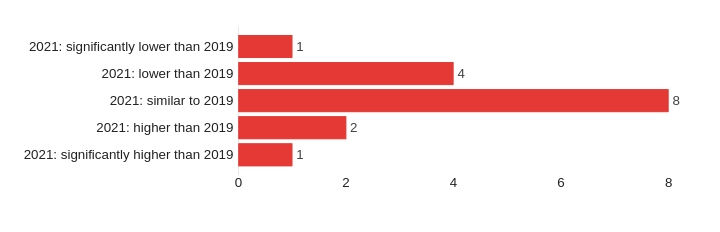 2021: significantly lower than 2019 1
2021: lower than 2019 4
2021: similar to 2019 8
2021: higher than 2019 2
2021: significantly higher than 2019 1
0 2 4 6 8